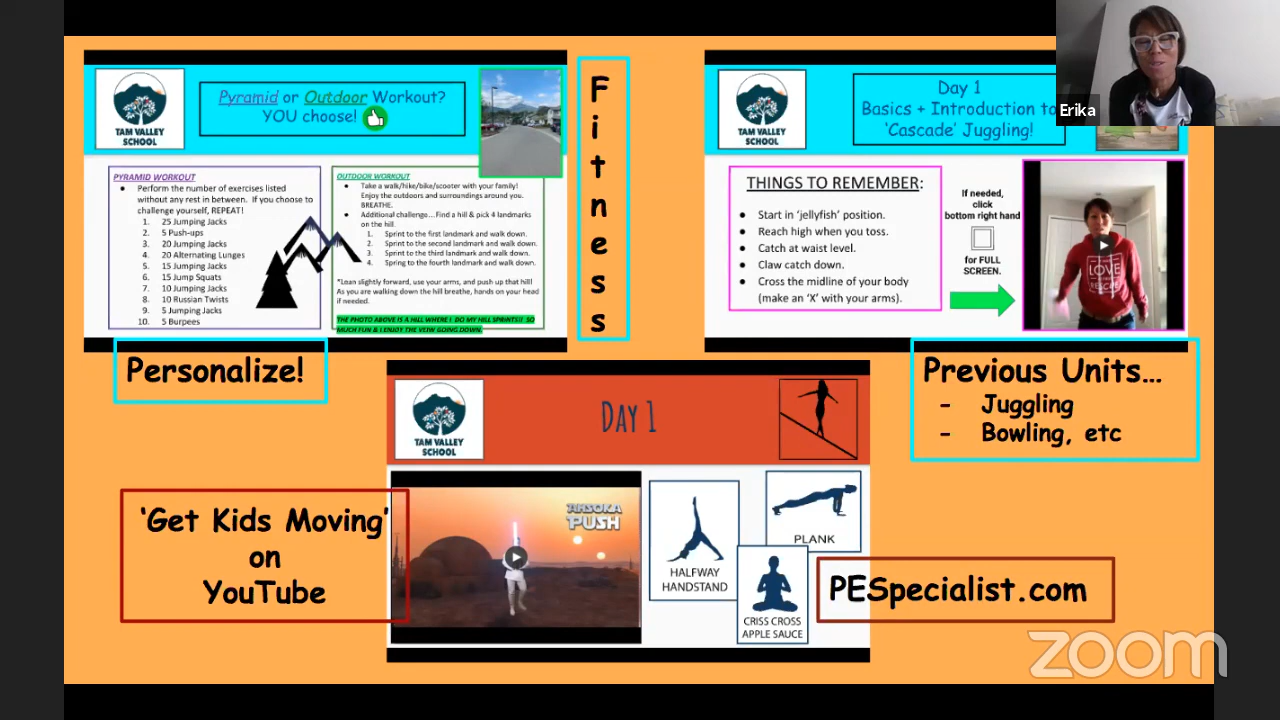 Pyramid or Outdoor Workout?
YOU choose!
TAM VALLEY
SCHOOL
PYRAMID WORKOUT
● Perform the number of exercises listed
without any rest in between. If you choose to
challenge yourself, REPEAT!
1. 25 Jumping Jacks
2. 5 Push-ups
3. 20 Jumping Jacks
4. 20 Alternating Lunges
5. 15 Jumping Jacks
6. 15 Jump Squats
7. 10 Jumping Jacks
8. 10 Russian Twists
9. 5 Jumping Jacks
10. 5 Burpees
OUTDOOR WORKOUT
● Take a walk/hike/bike/scooter with your family!
Enjoy the outdoors and surroundings around you.
BREATHE.
● Additional challenge...Find a hill & pick 4 landmarks
on the hill.
1. Sprint to the first landmark and walk down.
2. Sprint to the second landmark and walk down.
3. Sprint to the third landmark and walk down.
4. Spring to the fourth landmark and walk down.
*Lean slightly forward, use your arms, and push up that hill!
As you are walking down the hill breathe, hands on your head
if needed.
THE PHOTO ABOVE IS A HILL WHERE I DO MY HILL SPRINTS!! SO
MUCH FUN & I ENJOY THE VEIW GOING DOWN.
Fitness
Day 1
Basics + Introduction to
'Cascade' Juggling!
Erika
TAM VALLEY
SCHOOL
THINGS TO REMEMBER:
● Start in 'jellyfish' position.
● Reach high when you toss.
● Catch at waist level.
● Claw catch down.
● Cross the midline of your body
(make an 'X' with your arms).
If needed,
click
bottom right hand
for FULL
SCREEN.
LOVE
Personalize!
Previous Units...
- Juggling
- Bowling, etc
TAM VALLEY
SCHOOL
DAY 1
'Get Kids Moving'
on
YouTube
AHSOKA
PUSH
HALFWAY
HANDSTAND
PLANK
CRISS CROSS
APPLE SAUCE
PESpecialist.com
zoom